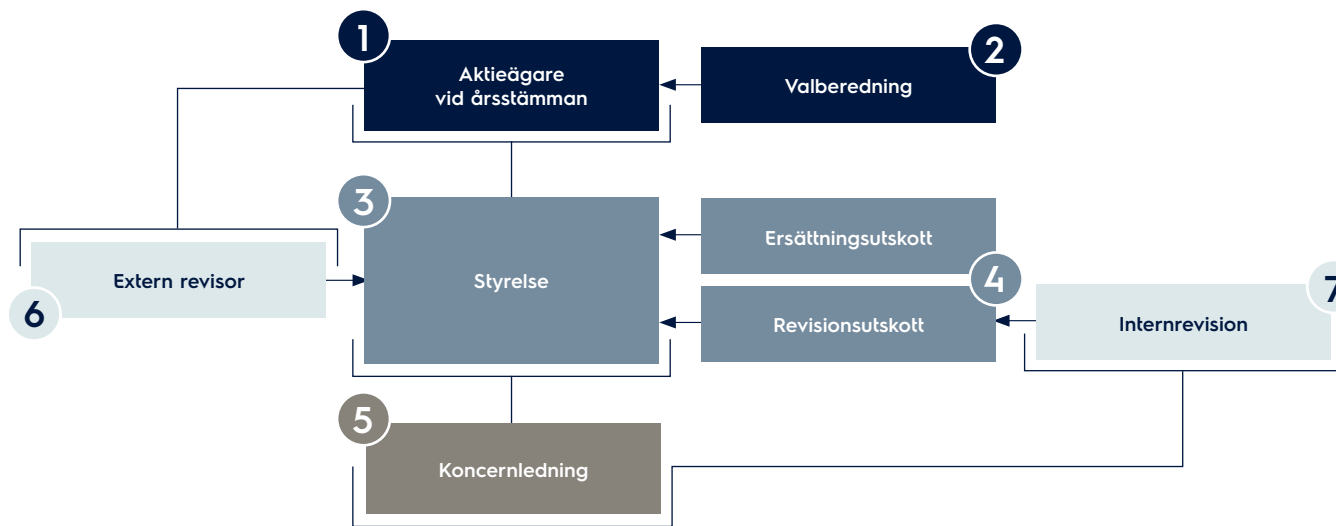 1
Aktieägare
vid årsstämman
2
Valberedning
3
Styrelse
Ersättningsutskott
4
Revisionsutskott
Extern revisor
6
Internrevision
7
5
Koncernledning